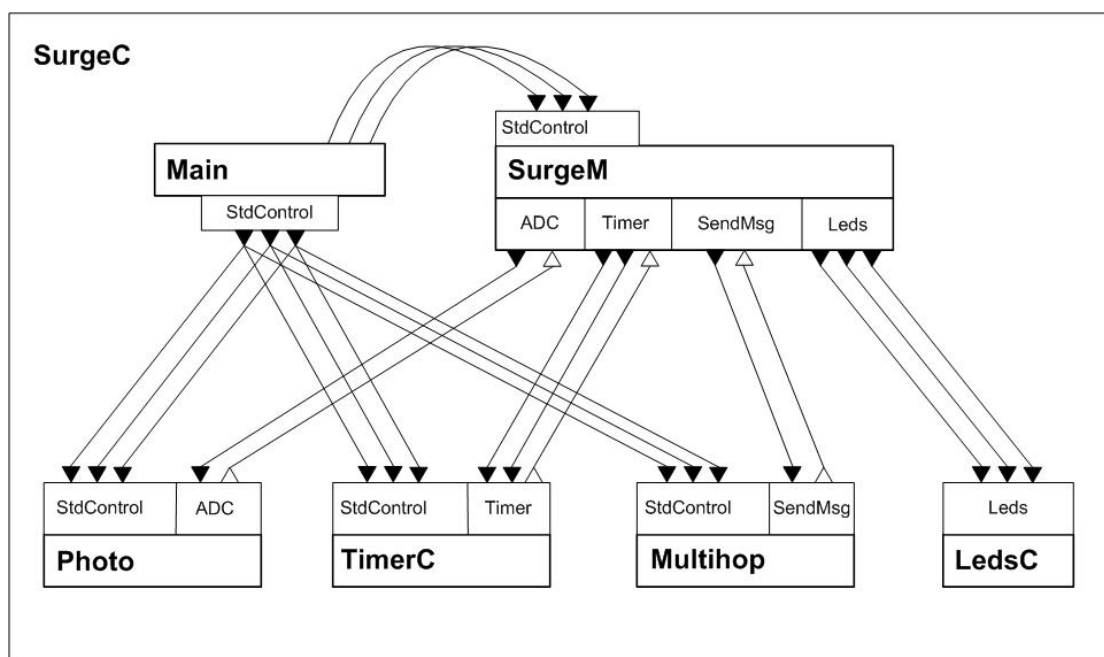 SurgeC
StdControl
Main
SurgeM
StdControl
ADC Timer SendMsg Leds
StdControl ADC StdControl Timer StdControl SendMsg Leds
Photo TimerC Multihop LedsC